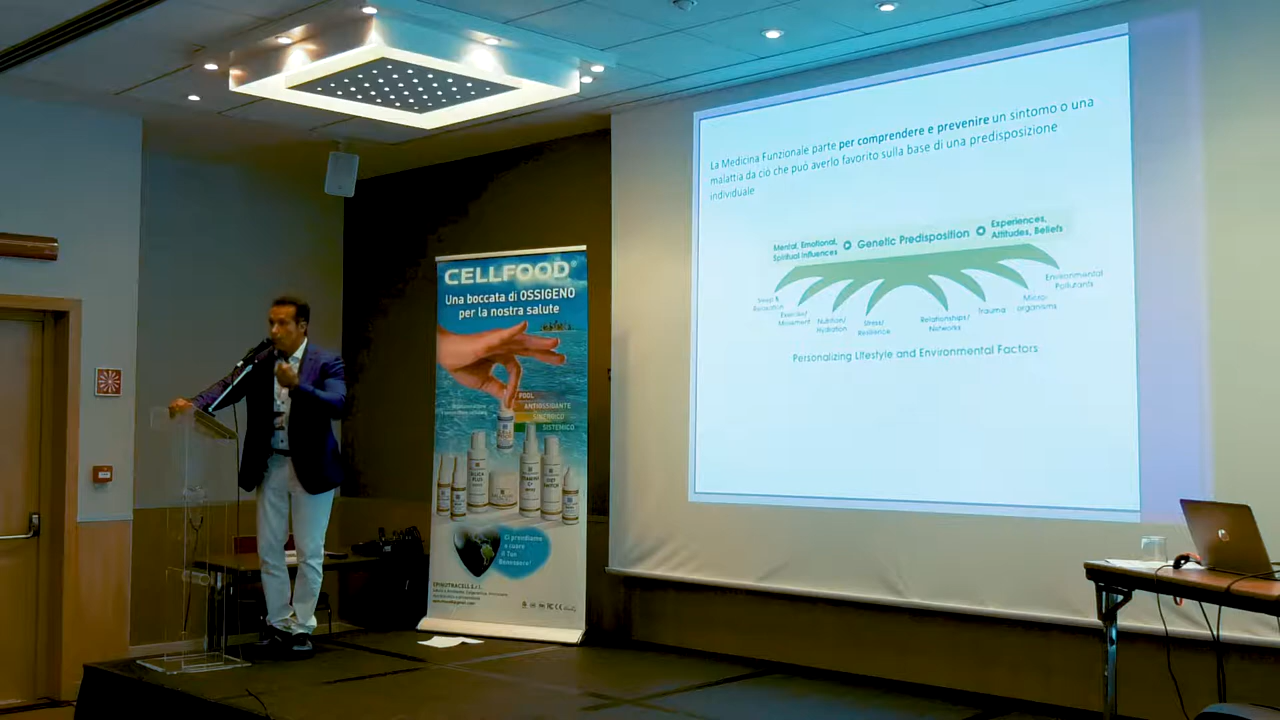 CELLFOOD®
Una boccata di OSSIGENO
per la nostra salute
POOL
ANTIOSSIDANTE
SINERGICO
SISTEMICO
Ci prendiamo
a cuore
il Tuo
Benessere!
EPINUTRACELL S.r.l.
La Medicina Funzionale parte per comprendere e prevenire un sintomo o una
malattia da ciò che può averlo favorito sulla base di una predisposizione
individuale
Mental, Emotional,
Spiritual Influences
Genetic Predisposition
Experiences,
Attitudes, Beliefs
Sleep
Relaxation
Exercise/
Movement
Nutrition/
Hydration
Stress/
Resilience
Relationships/
Networks
Trauma
Micro-
organisms
Environmental
Pollutants
Personalizing Lifestyle and Environmental Factors